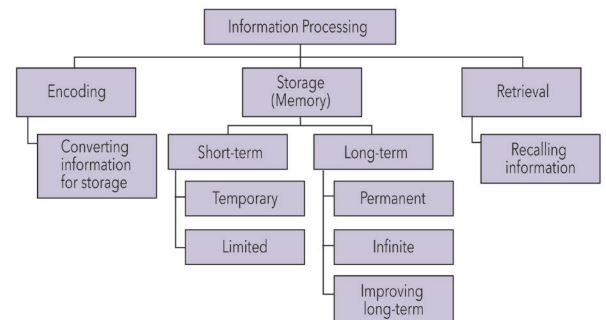 Information Processing
Encoding
Storage
(Memory)
Retrieval
Converting
information
for storage
Short-term
Long-term
Recalling
information
Temporary
Permanent
Limited
Infinite
Improving
long-term